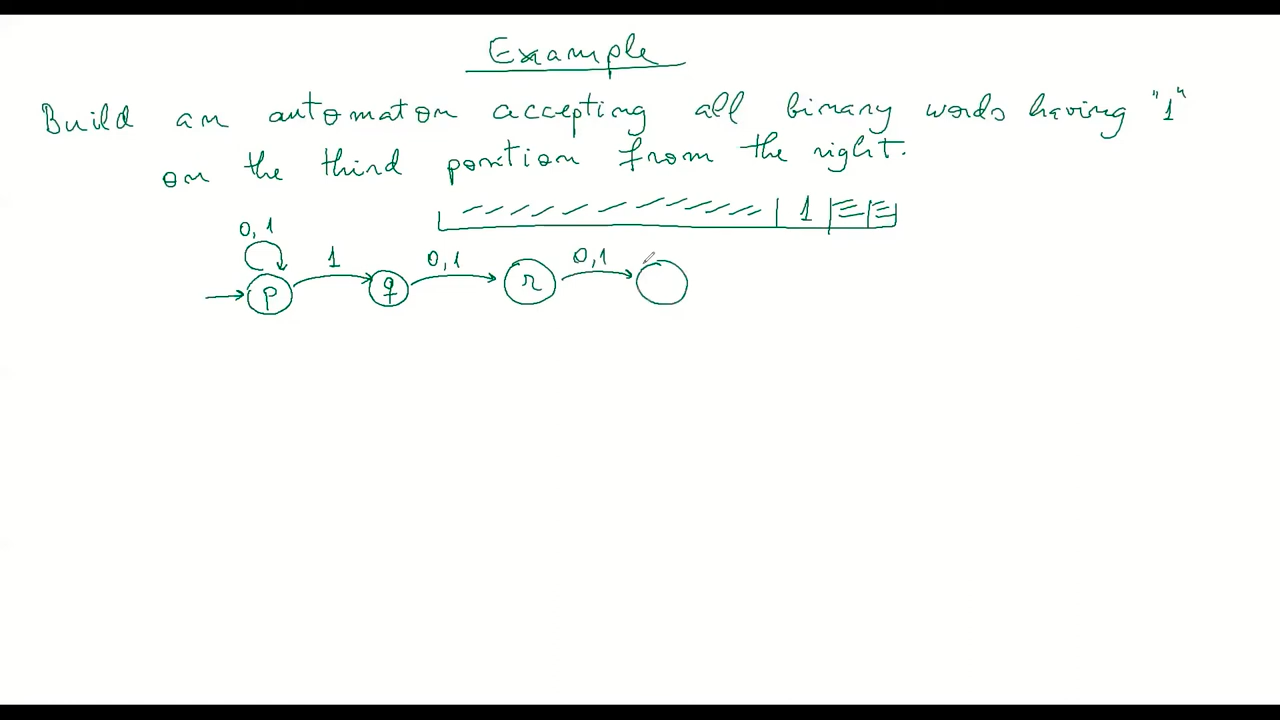 Example
Build an automaton accepting all binary words having "1"
on the third position from the right.
1
0,1
1
0,1
0,1
p
q
r